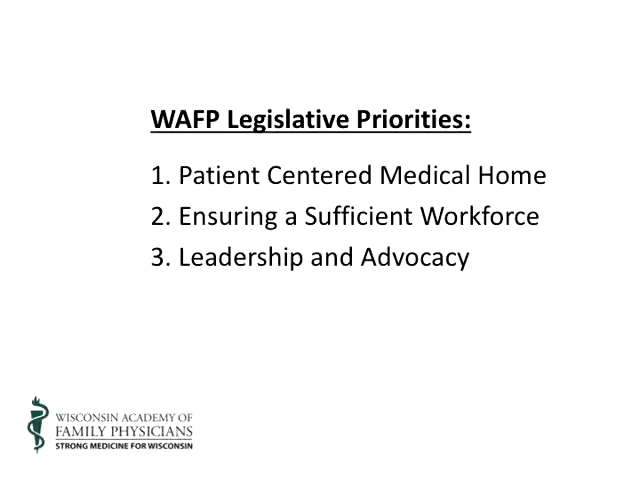 WAFP Legislative Priorities:
1. Patient Centered Medical Home
2. Ensuring a Sufficient Workforce
3. Leadership and Advocacy
WISCONSIN ACADEMY OF
FAMILY PHYSICIANS
STRONG MEDICINE FOR WISCONSIN